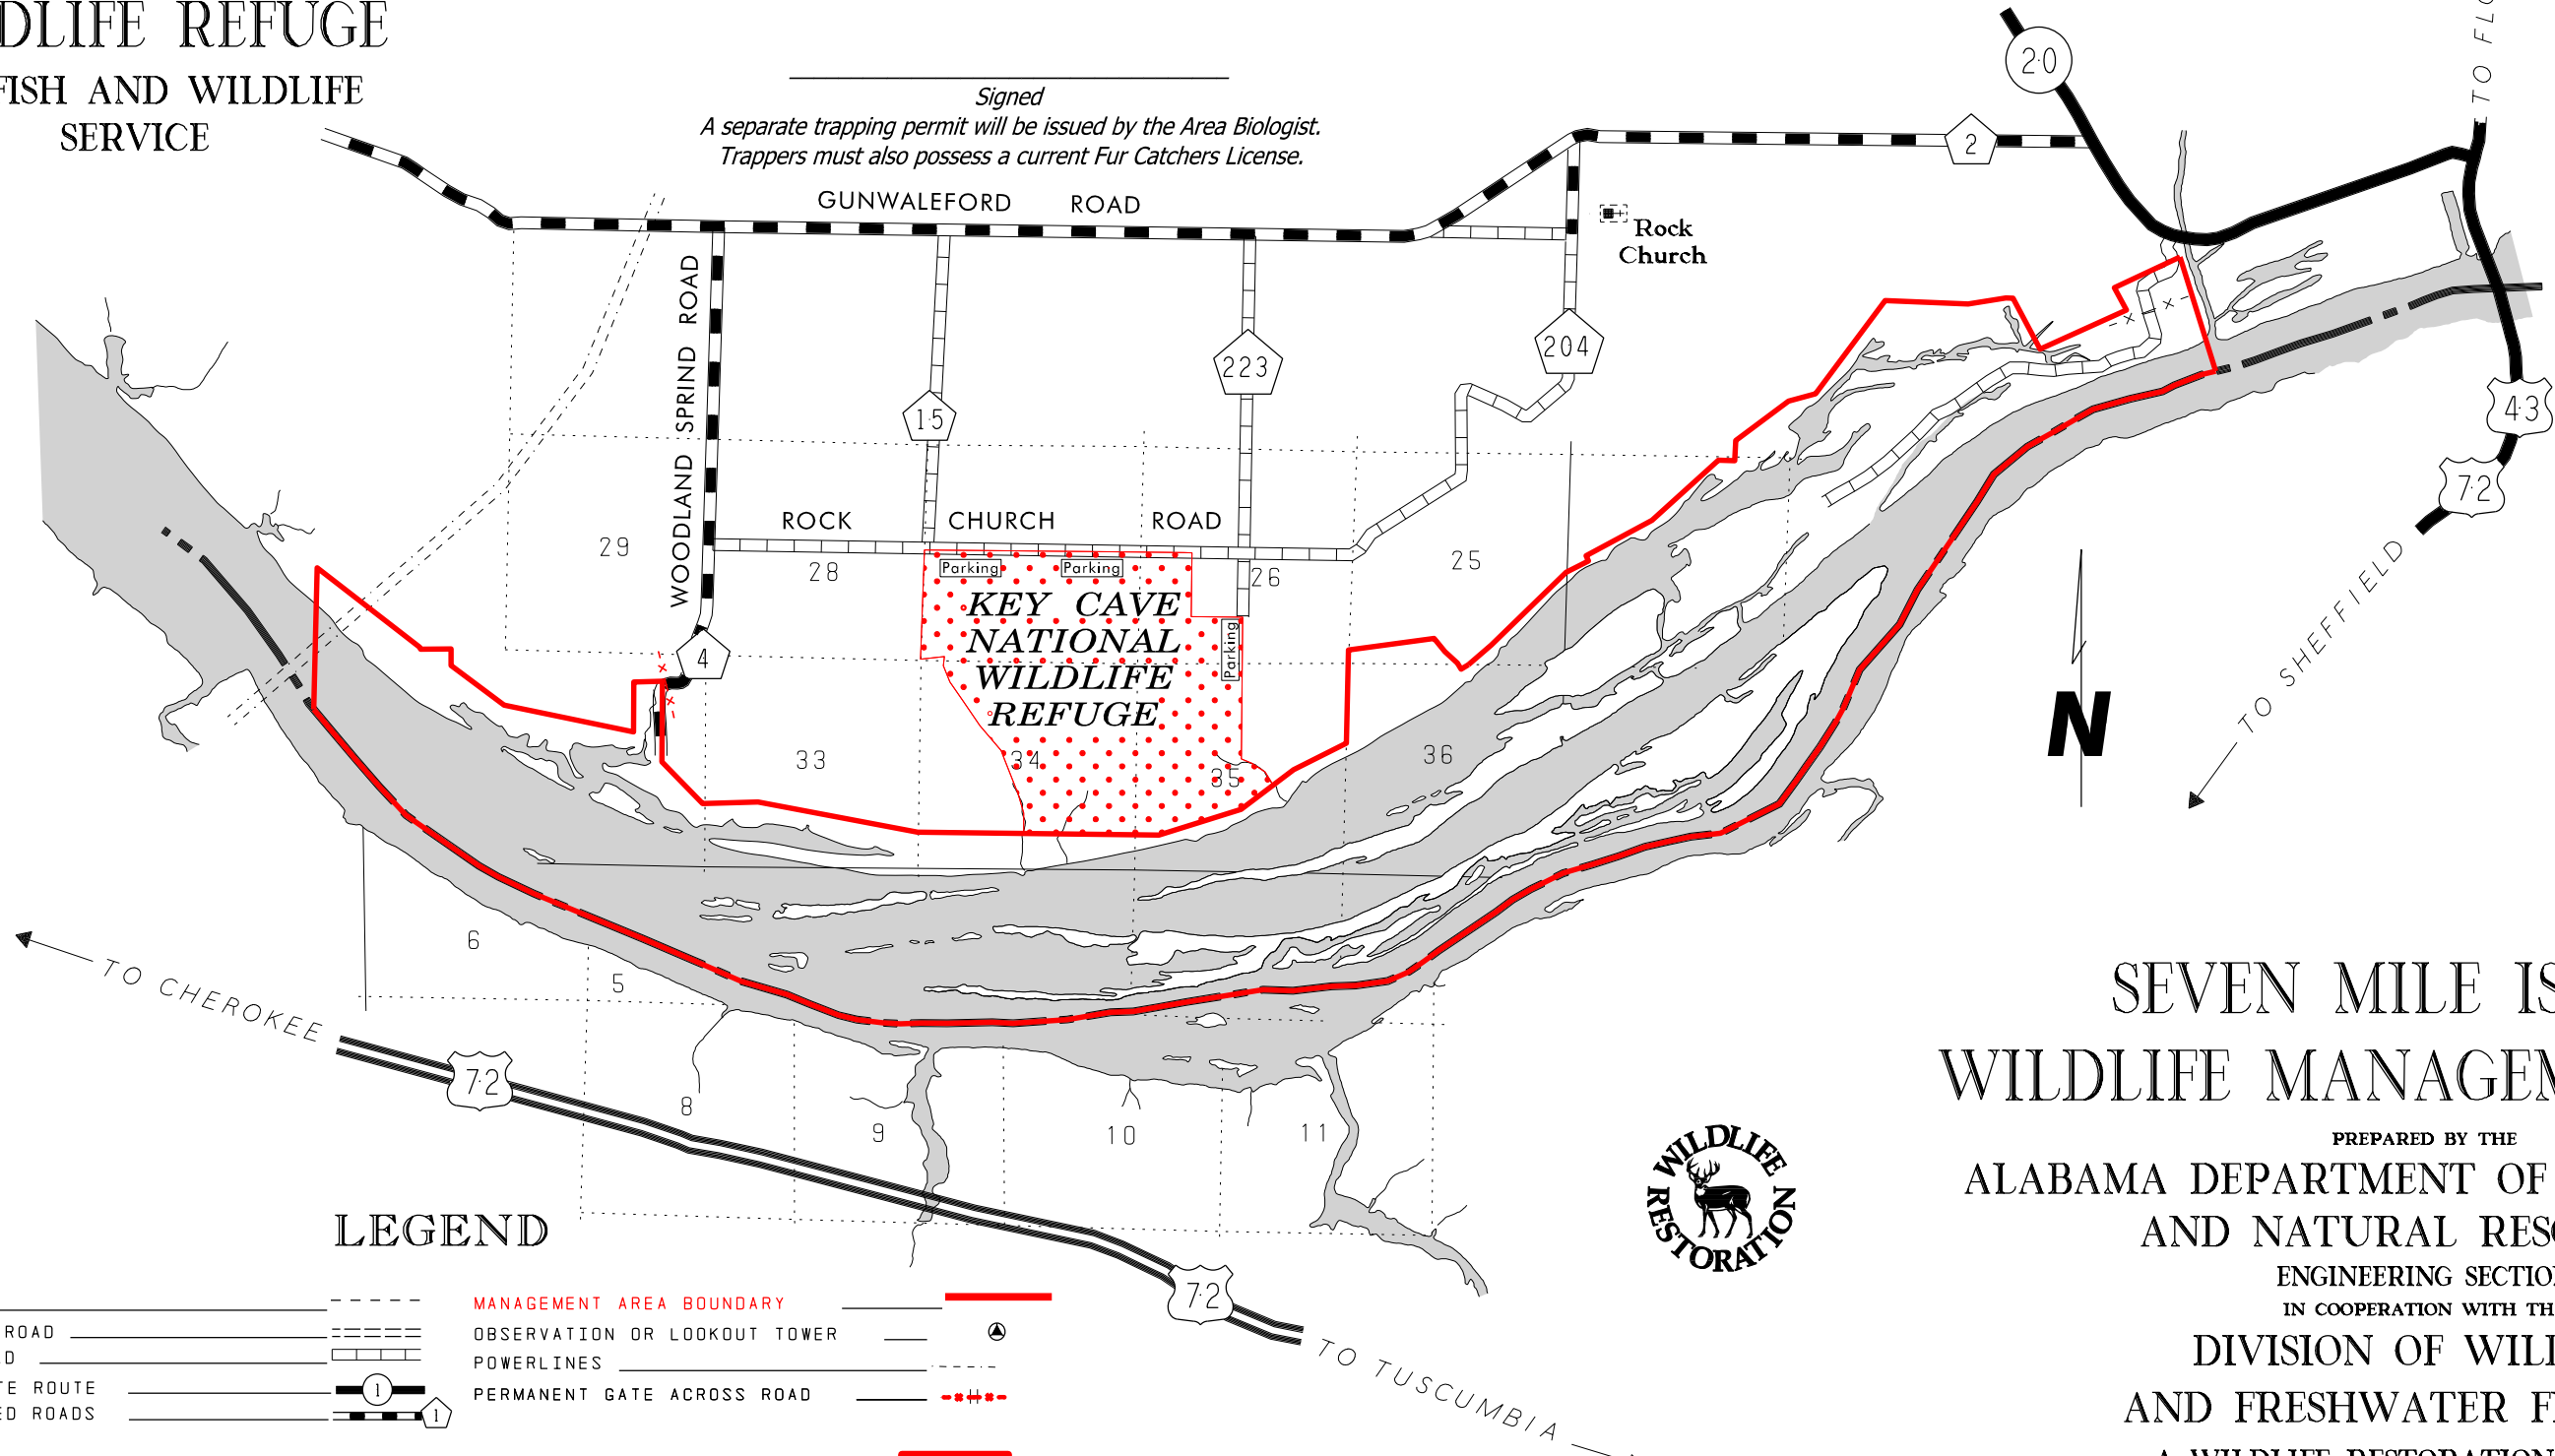 DLIFE REFUGE
FISH AND WILDLIFE
SERVICE
Signed
A separate trapping permit will be issued by the Area Biologist.
Trappers must also possess a current Fur Catchers License.
GUNWALEFORD ROAD
20
2
TO FLO
Rock
Church
WOODLAND SPRIND ROAD
15
223
204
43
72
TO SHEFFIELD
ROCK CHURCH ROAD
29
28
26
25
Parking
Parking
Parking
KEY CAVE
NATIONAL
WILDLIFE
REFUGE
4
33
34
35
36
N
6
5
8
9
10
11
TO CHEROKEE
72
72
TO TUSCUMBIA
WILDLIFE RESTORATION
SEVEN MILE IS
WILDLIFE MANAGEM
PREPARED BY THE
ALABAMA DEPARTMENT OF
AND NATURAL RESO
ENGINEERING SECTIO
IN COOPERATION WITH TH
DIVISION OF WILD
AND FRESHWATER F
A WILDLIFE RESTORATION
LEGEND
ROAD
D
TE ROUTE
1
ED ROADS
1
MANAGEMENT AREA BOUNDARY
OBSERVATION OR LOOKOUT TOWER
POWERLINES
PERMANENT GATE ACROSS ROAD